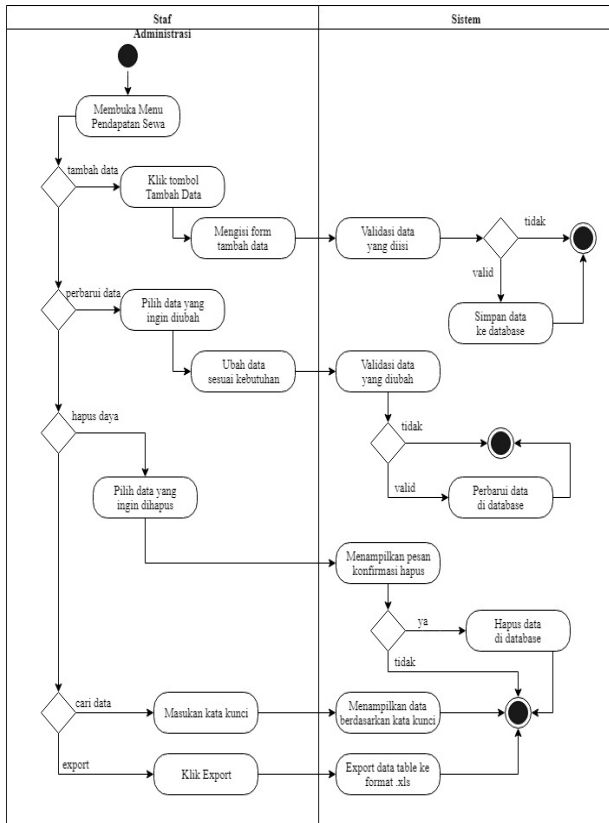 Staf
Administrasi
Sistem
Membuka Menu
Pendapatan Sewa
tambah data
Klik tombol
Tambah Data
Mengisi form
tambah data
Validasi data
yang diisi
tidak
valid
Simpan data
ke database
perbarui data
Pilih data yang
ingin diubah
Ubah data
sesuai kebutuhan
Validasi data
yang diubah
tidak
valid
Perbarui data
di database
hapus daya
Pilih data yang
ingin dihapus
Menampilkan pesan
konfirmasi hapus
ya
Hapus data
di database
tidak
cari data
Masukan kata kunci
Menampilkan data
berdasarkan kata kunci
export
Klik Export
Export data table ke
format .xls